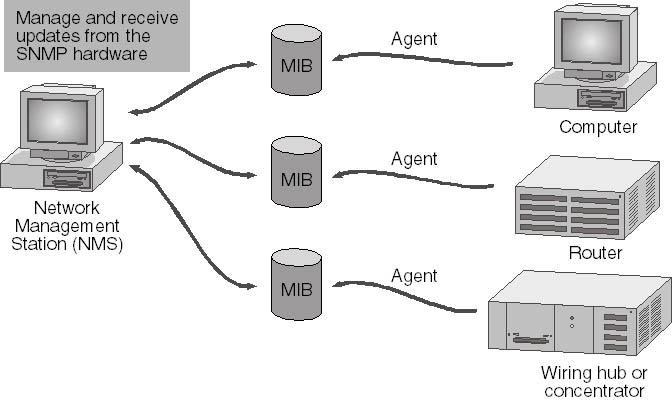 Manage and receive
updates from the
SNMP hardware
MIB
Agent
Computer
MIB
Agent
Network
Management
Station (NMS)
Router
MIB
Agent
Wiring hub or
concentrator